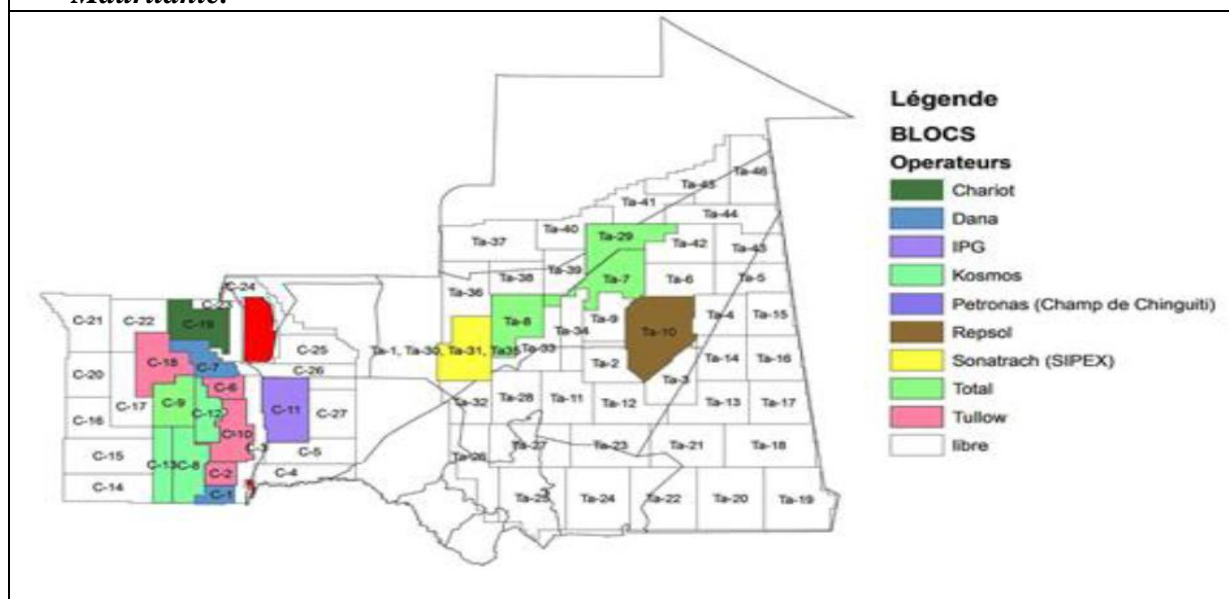 Mauritanie.
Légende
BLOCS
Operateurs
Chariot
Dana
IPG
Kosmos
Petronas (Champ de Chinguiti)
Repsol
Sonatrach (SIPEX)
Total
Tullow
libre
Ta-46
Ta-45
Ta-41
Ta-44
Ta-40
Ta-29
Ta-37
Ta-42
Ta-43
Ta-39
Ta-38
Ta-7
Ta-6
Ta-5
C-24
Ta-36
C-23
C-21
C-22
C-19
Ta-8
Ta-9
Ta-10
Ta-4
Ta-15
Ta-34
C-18
C-25
Ta-1, Ta-30, Ta-31, Ta35
Ta-33
C-20
C-7
C-26
Ta-2
Ta-14
Ta-16
Ta-3
C-6
C-9
C-17
C-12
C-11
C-27
Ta-32
Ta-28
Ta-11
Ta-12
Ta-13
Ta-17
C-16
C-10
C-3
C-15
C-13
C-8
C-5
Ta-26
Ta-27
Ta-23
Ta-21
Ta-18
C-2
C-4
C-14
C-1
Ta-25
Ta-24
Ta-22
Ta-20
Ta-19